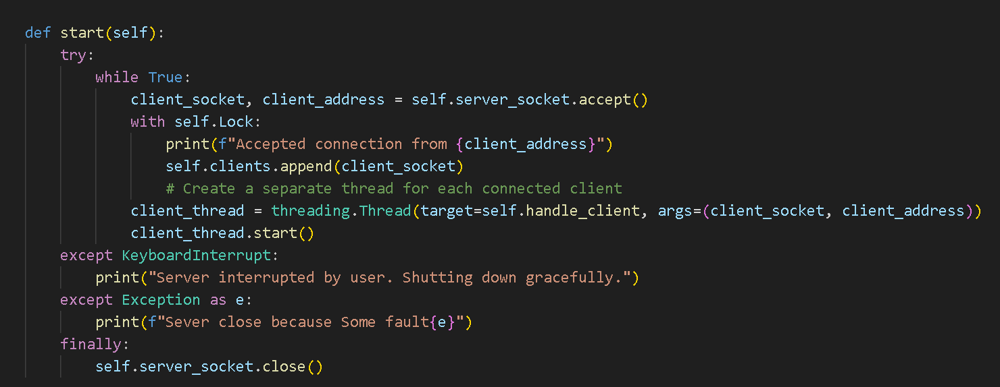 def start(self):
    try:
        while True:
            client_socket, client_address = self.server_socket.accept()
            with self.Lock:
                print(f"Accepted connection from {client_address}")
                self.clients.append(client_socket)
                # Create a separate thread for each connected client
            client_thread = threading.Thread(target=self.handle_client, args=(client_socket, client_address))
            client_thread.start()
    except KeyboardInterrupt:
        print("Server interrupted by user. Shutting down gracefully.")
    except Exception as e:
        print(f"Sever close because Some fault{e}")
    finally:
        self.server_socket.close()